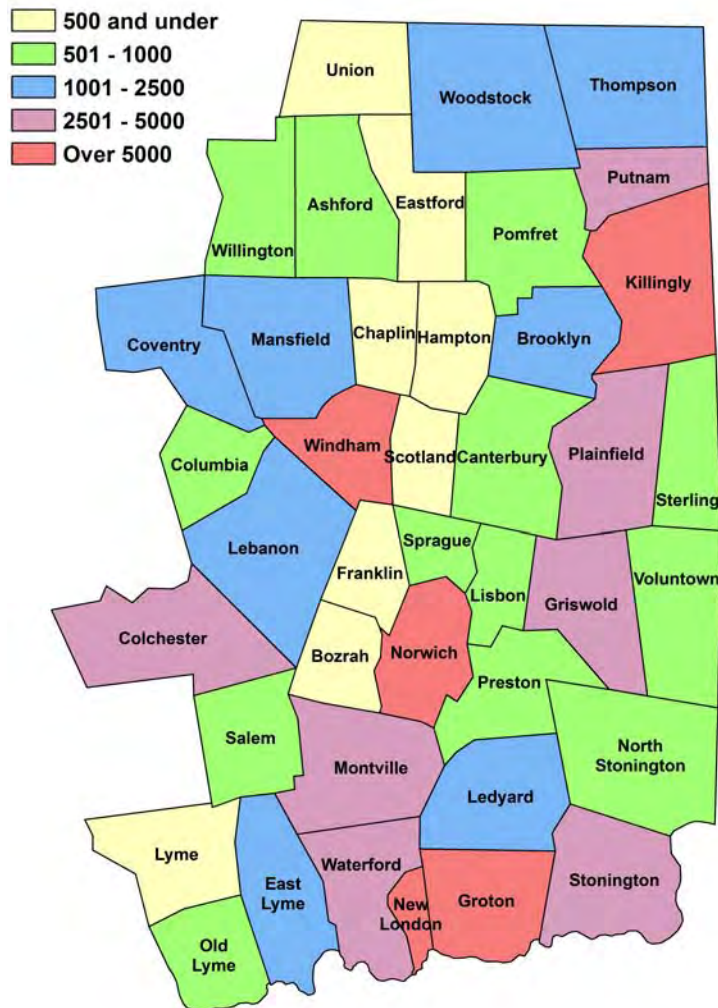 500 and under
501 - 1000
1001 - 2500
2501 - 5000
Over 5000
Union
Woodstock
Thompson
Putnam
Ashford
Eastford
Pomfret
Willington
Killingly
Coventry
Mansfield
Chaplin
Hampton
Brooklyn
Windham
Columbia
Scotland
Canterbury
Plainfield
Sterling
Lebanon
Sprague
Franklin
Lisbon
Griswold
Voluntown
Colchester
Bozrah
Norwich
Preston
Salem
Montville
North
Stonington
Ledyard
Lyme
Waterford
East
Lyme
New
London
Groton
Stonington
Old
Lyme